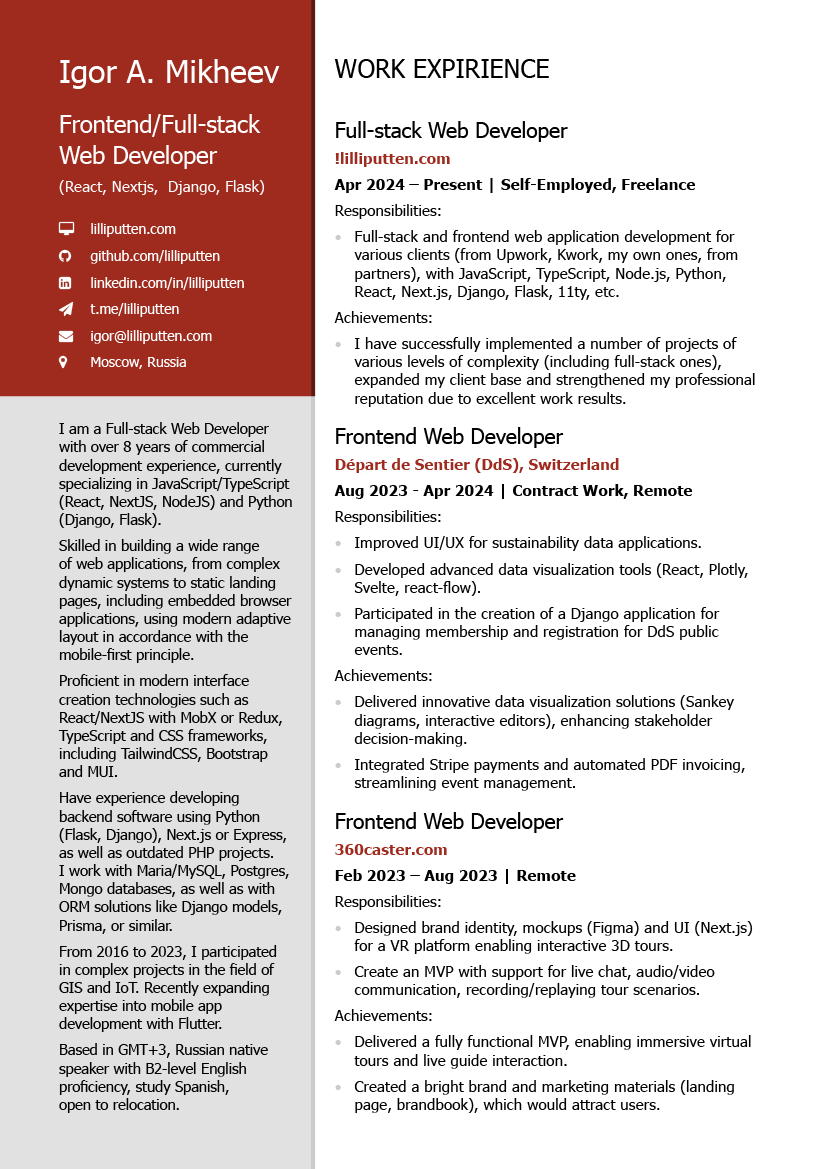 Igor A. Mikheev
Frontend/Full-stack
Web Developer
(React, Nextjs,  Django, Flask)
lilliputten.com
github.com/lilliputten
linkedin.com/in/lilliputten
t.me/lilliputten
igor@lilliputten.com
Moscow, Russia
I am a Full-stack Web Developer
with over 8 years of commercial
development experience, currently
specializing in JavaScript/TypeScript
(React, NextJS, NodeJS) and Python
(Django, Flask).
Skilled in building a wide range
of web applications, from complex
dynamic systems to static landing
pages, including embedded browser
applications, using modern adaptive
layout in accordance with the
mobile-first principle.
Proficient in modern interface
creation technologies such as
React/NextJS with MobX or Redux,
TypeScript and CSS frameworks,
including TailwindCSS, Bootstrap
and MUI.
Have experience developing
backend software using Python
(Flask, Django), Next.js or Express,
as well as outdated PHP projects.
I work with Maria/MySQL, Postgres,
Mongo databases, as well as with
ORM solutions like Django models,
Prisma, or similar.
From 2016 to 2023, I participated
in complex projects in the field of
GIS and IoT. Recently expanding
expertise into mobile app
development with Flutter.
Based in GMT+3, Russian native
speaker with B2-level English
proficiency, study Spanish,
open to relocation.
WORK EXPIRIENCE
Full-stack Web Developer
!lilliputten.com
Apr 2024 – Present | Self-Employed, Freelance
Responsibilities:
• Full-stack and frontend web application development for
various clients (from Upwork, Kwork, my own ones, from
partners), with JavaScript, TypeScript, Node.js, Python,
React, Next.js, Django, Flask, 11ty, etc.
Achievements:
• I have successfully implemented a number of projects of
various levels of complexity (including full-stack ones),
expanded my client base and strengthened my professional
reputation due to excellent work results.
Frontend Web Developer
Départ de Sentier (DdS), Switzerland
Aug 2023 - Apr 2024 | Contract Work, Remote
Responsibilities:
• Improved UI/UX for sustainability data applications.
• Developed advanced data visualization tools (React, Plotly,
Svelte, react-flow).
• Participated in the creation of a Django application for
managing membership and registration for DdS public
events.
Achievements:
• Delivered innovative data visualization solutions (Sankey
diagrams, interactive editors), enhancing stakeholder
decision-making.
• Integrated Stripe payments and automated PDF invoicing,
streamlining event management.
Frontend Web Developer
360caster.com
Feb 2023 – Aug 2023 | Remote
Responsibilities:
• Designed brand identity, mockups (Figma) and UI (Next.js)
for a VR platform enabling interactive 3D tours.
• Create an MVP with support for live chat, audio/video
communication, recording/replaying tour scenarios.
Achievements:
• Delivered a fully functional MVP, enabling immersive virtual
tours and live guide interaction.
• Created a bright brand and marketing materials (landing
page, brandbook), which would attract users.